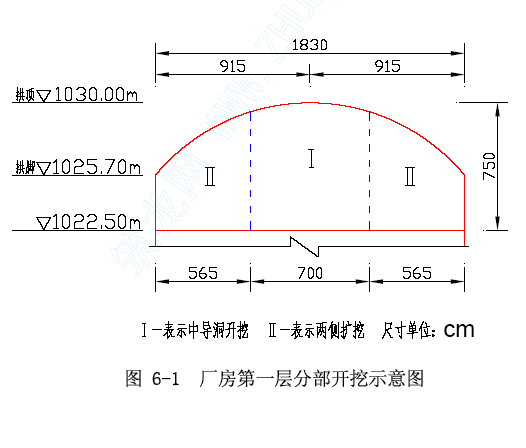 1830
915 915
拱顶▽1030.00m
拱脚▽1025.70m
▽1022.50m
Ⅱ Ⅰ Ⅱ
750
565 700 565
Ⅰ—表示中导洞开挖 Ⅱ—表示两侧扩挖 尺寸单位: cm
图 6-1 厂房第一层分部开挖示意图